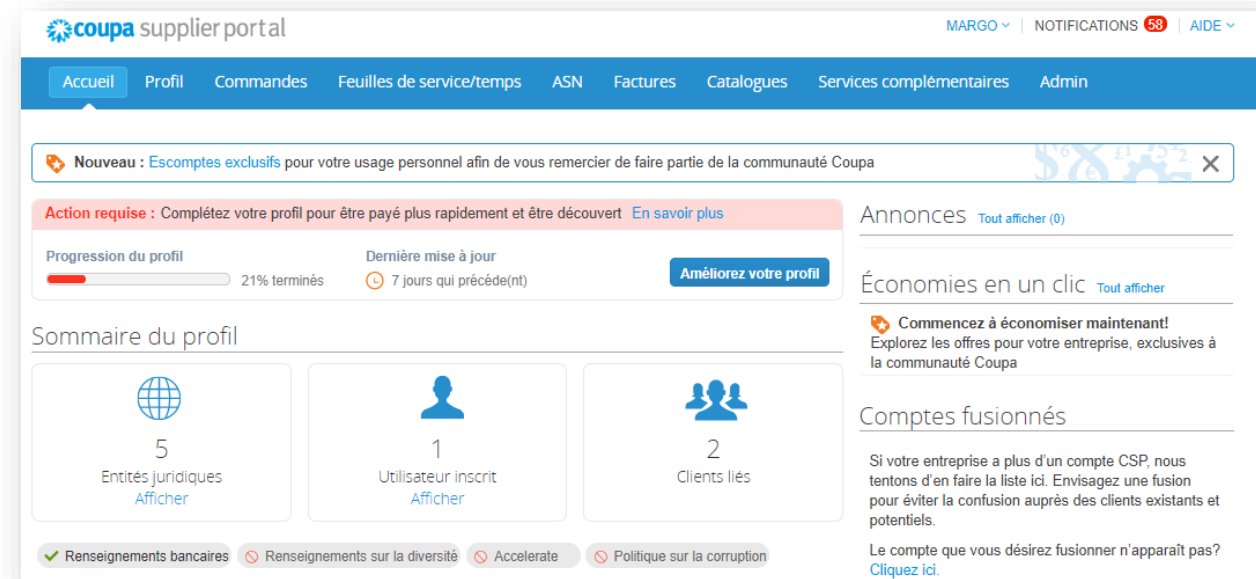 coupa supplier portal
MARGO NOTIFICATIONS 58 AIDE
Accueil Profil Commandes Feuilles de service/temps ASN Factures Catalogues Services complémentaires Admin
Nouveau : Escomptes exclusifs pour votre usage personnel afin de vous remercier de faire partie de la communauté Coupa
Action requise : Complétez votre profil pour être payé plus rapidement et être découvert En savoir plus
Progression du profil
21% terminés
Dernière mise à jour
7 jours qui précéde(nt)
Améliorez votre profil
Sommaire du profil
5
Entités juridiques
Afficher
1
Utilisateur inscrit
Afficher
2
Clients liés
Renseignements bancaires
Renseignements sur la diversité
Accelerate
Politique sur la corruption
Annonces Tout afficher (0)
Économies en un clic Tout afficher
Commencez à économiser maintenant!
Explorez les offres pour votre entreprise, exclusives à
la communauté Coupa
Comptes fusionnés
Si votre entreprise a plus d'un compte CSP, nous
tentons d'en faire la liste ici. Envisagez une fusion
pour éviter la confusion auprès des clients existants et
potentiels.
Le compte que vous désirez fusionner n'apparaît pas?
Cliquez ici.